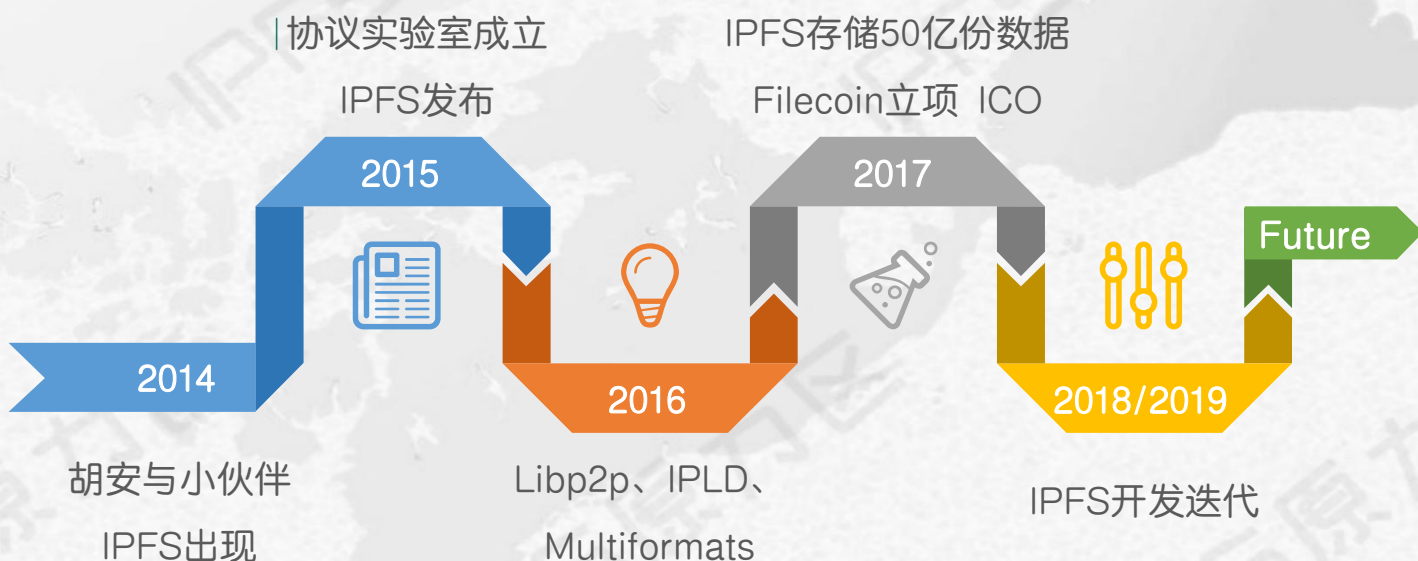 协议实验室成立
IPFS发布
IPFS存储50亿份数据
Filecoin立项 ICO
2015
2017
Future
2014
2016
2018/2019
胡安与小伙伴
IPFS出现
Libp2p、IPLD、
Multiformats
IPFS开发迭代